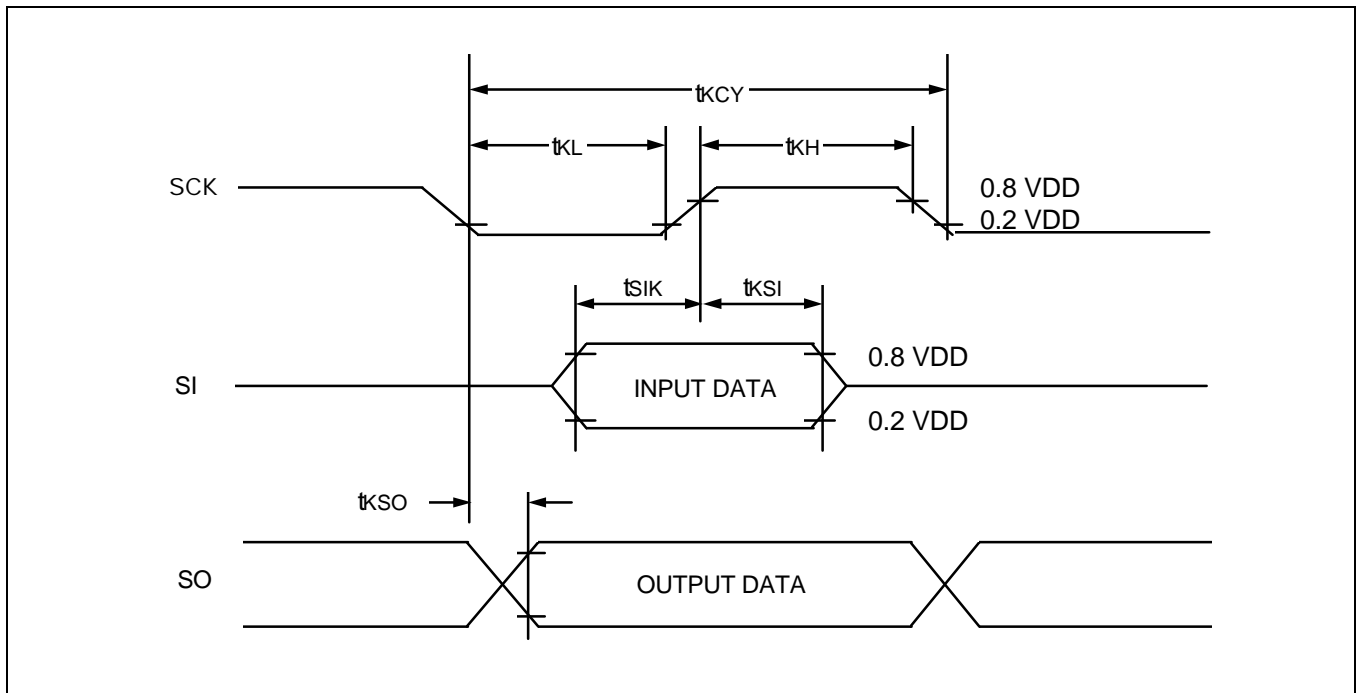 tKCY
tKL
tKH
SCK
0.8 VDD
0.2 VDD
tSIK
tKSI
0.8 VDD
SI
INPUT DATA
0.2 VDD
tKSO
SO
OUTPUT DATA